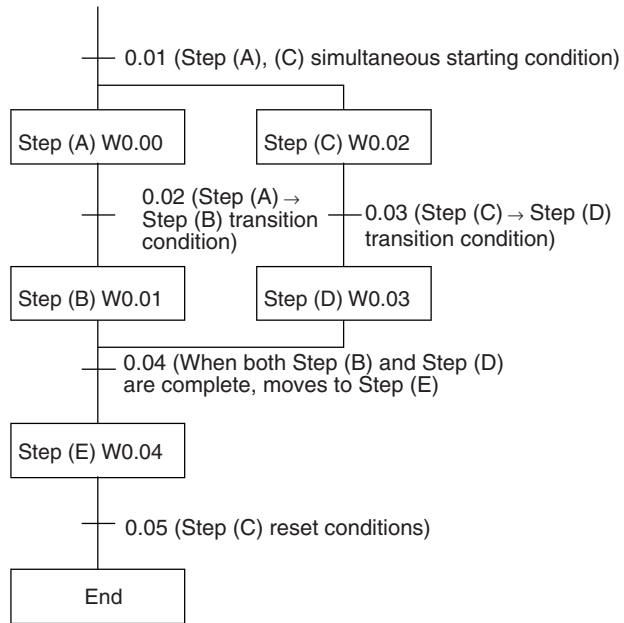 0.01 (Step (A), (C) simultaneous starting condition)
Step (A) W0.00
Step (C) W0.02
0.02 (Step (A) →
Step (B) transition
condition)
0.03 (Step (C) → Step (D)
transition condition)
Step (B) W0.01
Step (D) W0.03
0.04 (When both Step (B) and Step (D)
are complete, moves to Step (E)
Step (E) W0.04
0.05 (Step (C) reset conditions)
End